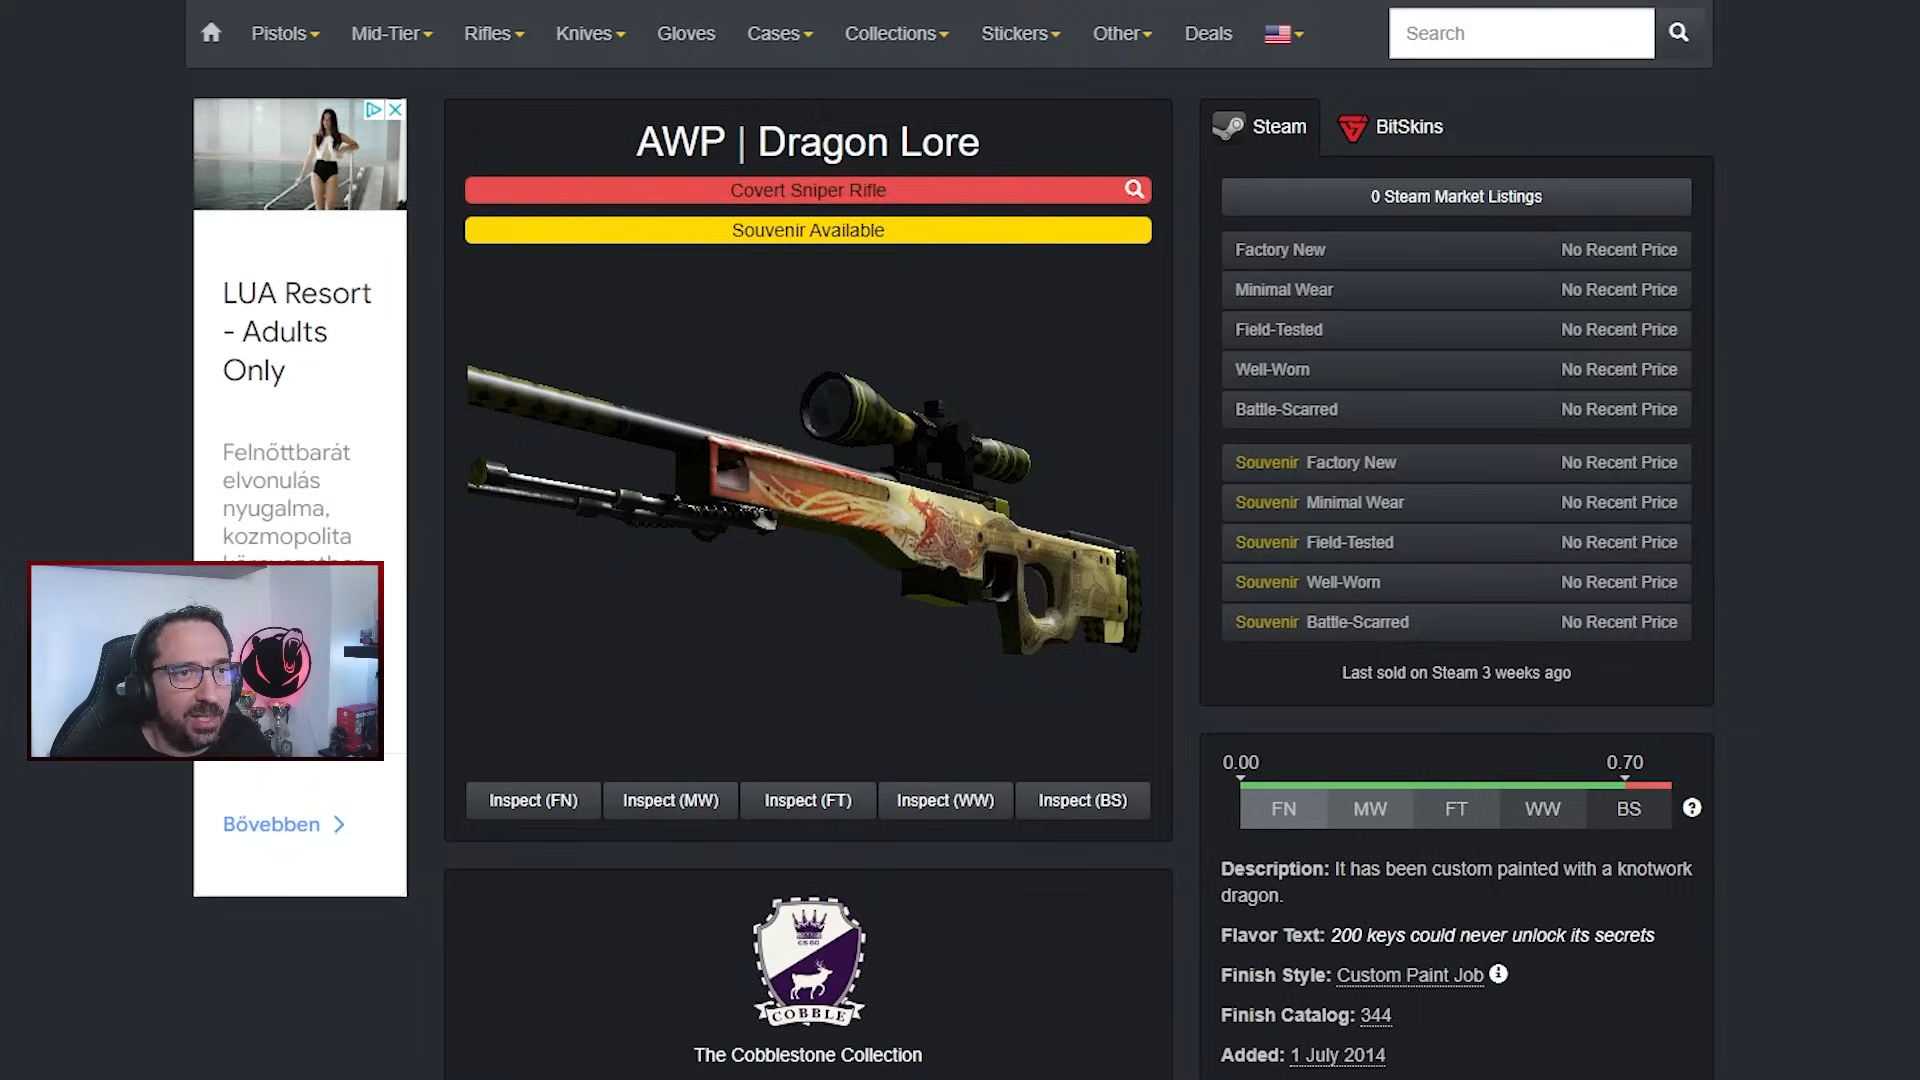 Pistols
Mid-Tier
Rifles
Knives
Gloves
Cases
Collections
Stickers
Other
Deals
Search
LUA Resort
- Adults
Only
Felnőttbarát
elvonulás
nyugalma,
kozmopolita
Bővebben
AWP | Dragon Lore
Covert Sniper Rifle
Souvenir Available
Inspect (FN)
Inspect (MW)
Inspect (FT)
Inspect (WW)
Inspect (BS)
CS-GO
COBBLE
The Cobblestone Collection
Steam
BitSkins
0 Steam Market Listings
Factory New No Recent Price
Minimal Wear No Recent Price
Field-Tested No Recent Price
Well-Worn No Recent Price
Battle-Scarred No Recent Price
Souvenir Factory New No Recent Price
Souvenir Minimal Wear No Recent Price
Souvenir Field-Tested No Recent Price
Souvenir Well-Worn No Recent Price
Souvenir Battle-Scarred No Recent Price
Last sold on Steam 3 weeks ago
0.00 0.70
FN MW FT WW BS
Description: It has been custom painted with a knotwork
dragon.
Flavor Text: 200 keys could never unlock its secrets
Finish Style: Custom Paint Job
Finish Catalog: 344
Added: 1 July 2014